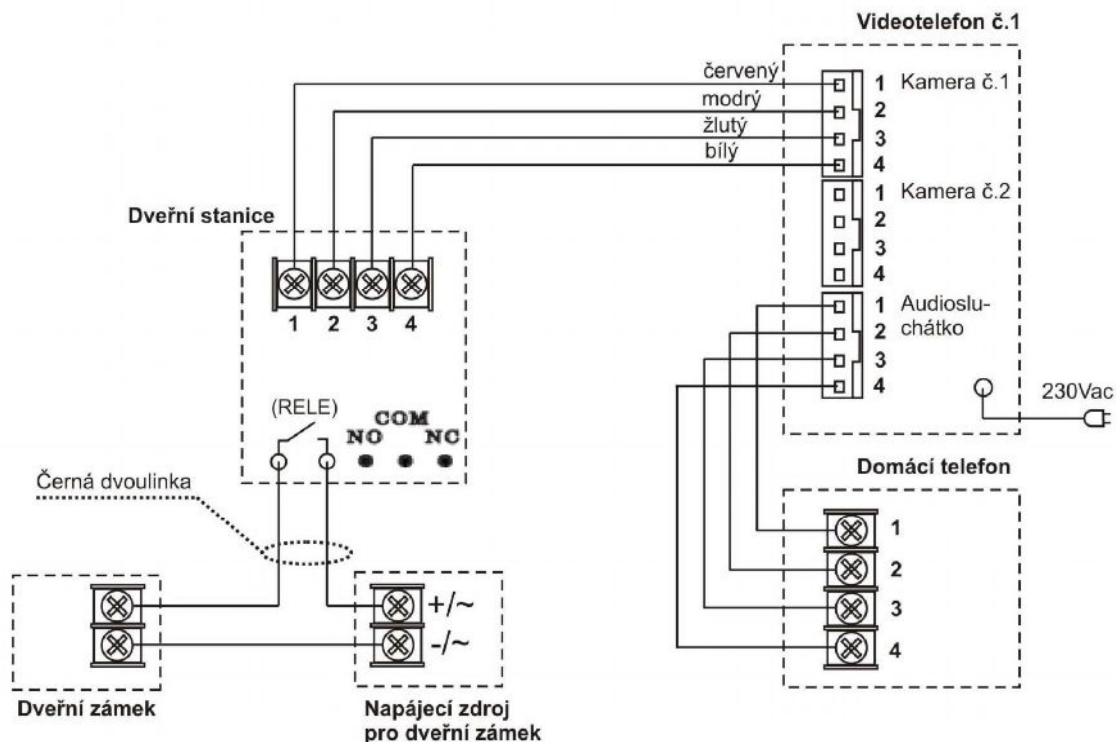 Videotelefon č.1
červený
1 Kamera č.1
modrý
2
žlutý
3
bílý
4
1 Kamera č.2
2
3
4
Dveřní stanice
1 2 3 4
1 Audioslu-
2 chátko
3
4
230Vac
(RELE)
NO COM NC
Černá dvoulinka
Domácí telefon
1
2
3
4
+/~
-/~
Dveřní zámek
Napájecí zdroj
pro dveřní zámek